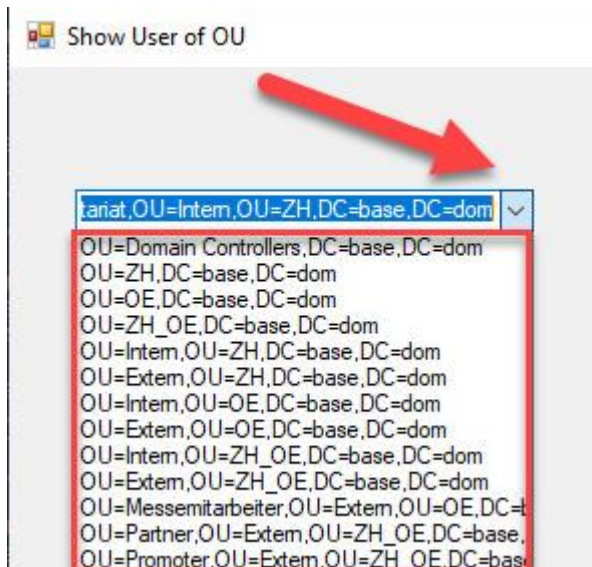 Show User of OU
tariat,OU=Intern,OU=ZH,DC=base,DC=dom
OU=Domain Controllers,DC=base,DC=dom
OU=ZH,DC=base,DC=dom
OU=OE,DC=base,DC=dom
OU=ZH_OE,DC=base,DC=dom
OU=Intern,OU=ZH,DC=base,DC=dom
OU=Extern,OU=ZH,DC=base,DC=dom
OU=Intern,OU=OE,DC=base,DC=dom
OU=Extern,OU=OE,DC=base,DC=dom
OU=Intern,OU=ZH_OE,DC=base,DC=dom
OU=Extern,OU=ZH_OE,DC=base,DC=dom
OU=Messemitarbeiter,OU=Extern,OU=OE,DC=b
OU=Partner,OU=Extern,OU=ZH_OE,DC=base,
OU=Promoter,OU=Extern,OU=ZH_OE,DC=bas